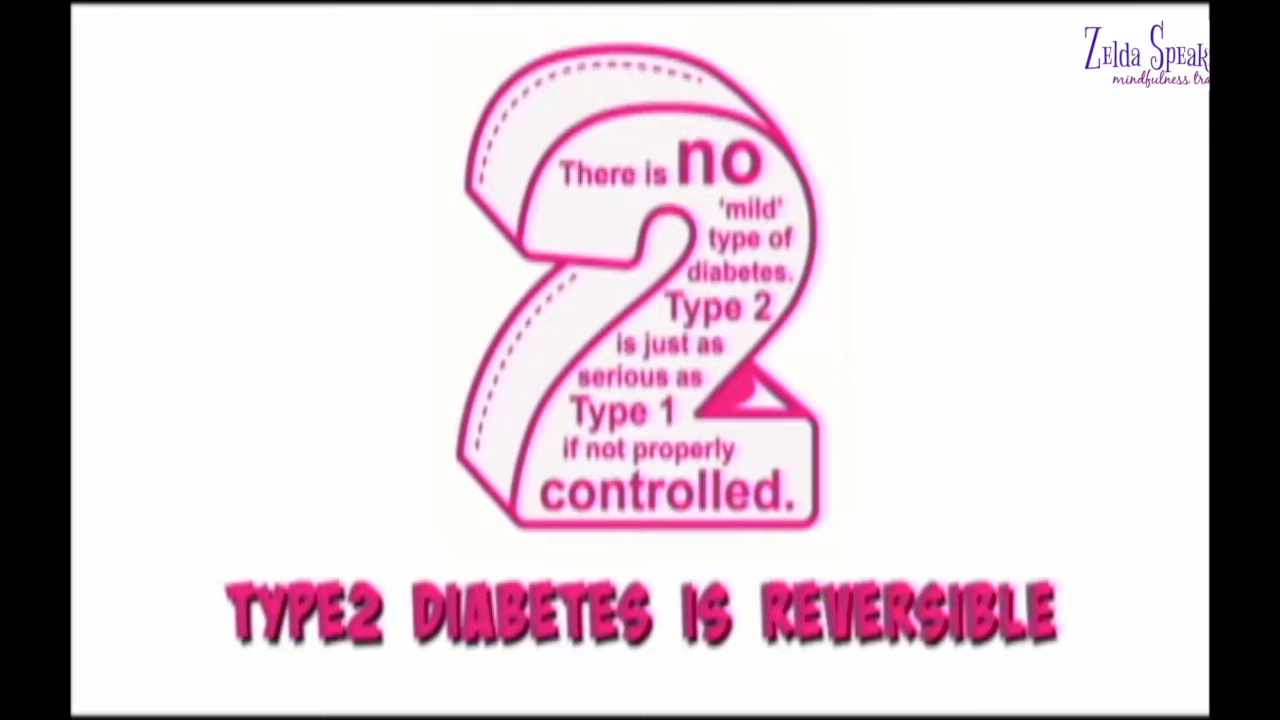 Zelda Speak
mindfulness tra
There is no
'mild'
type of
diabetes.
Type 2
is just as
serious as
Type 1
if not properly
controlled.
TYPE2 DIABETES IS REVERSIBLE